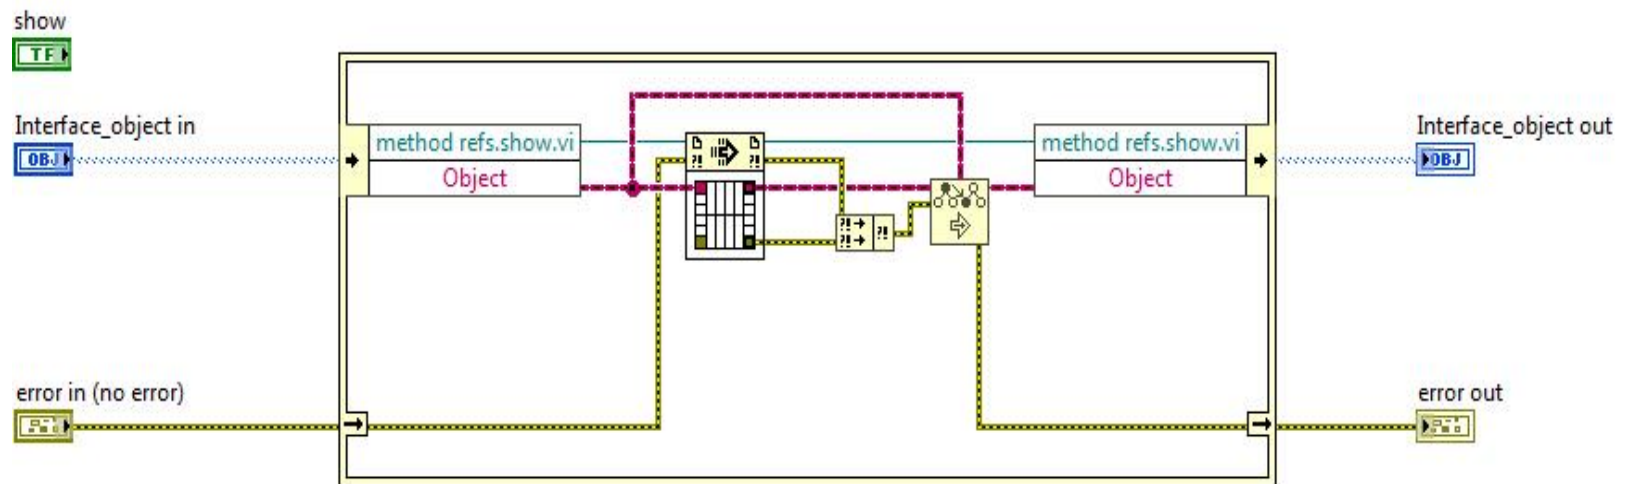 show
TF
Interface_object in
OBJ
method refs.show.vi
Object
?!
?!
?!
?!
?!
method refs.show.vi
Object
Interface_object out
OBJ
error in (no error)
error out